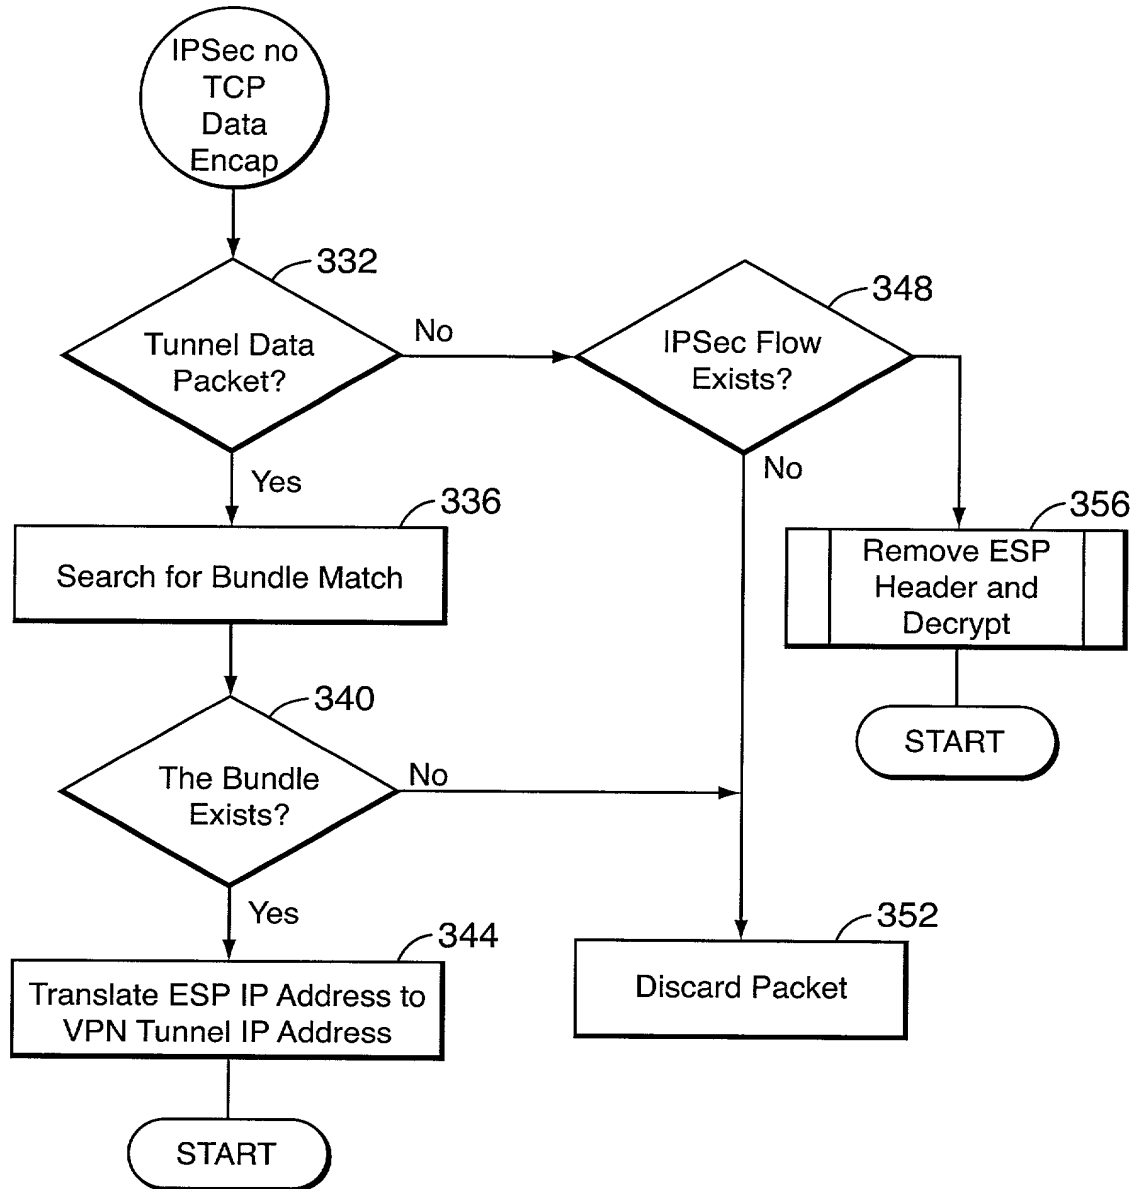 IPSec no
TCP
Data
Encap
332
348
Tunnel Data
Packet?
No
IPSec Flow
Exists?
Yes
No
336
356
Search for Bundle Match
Remove ESP
Header and
Decrypt
340
START
The Bundle
Exists?
No
Yes
344
352
Translate ESP IP Address to
VPN Tunnel IP Address
Discard Packet
START